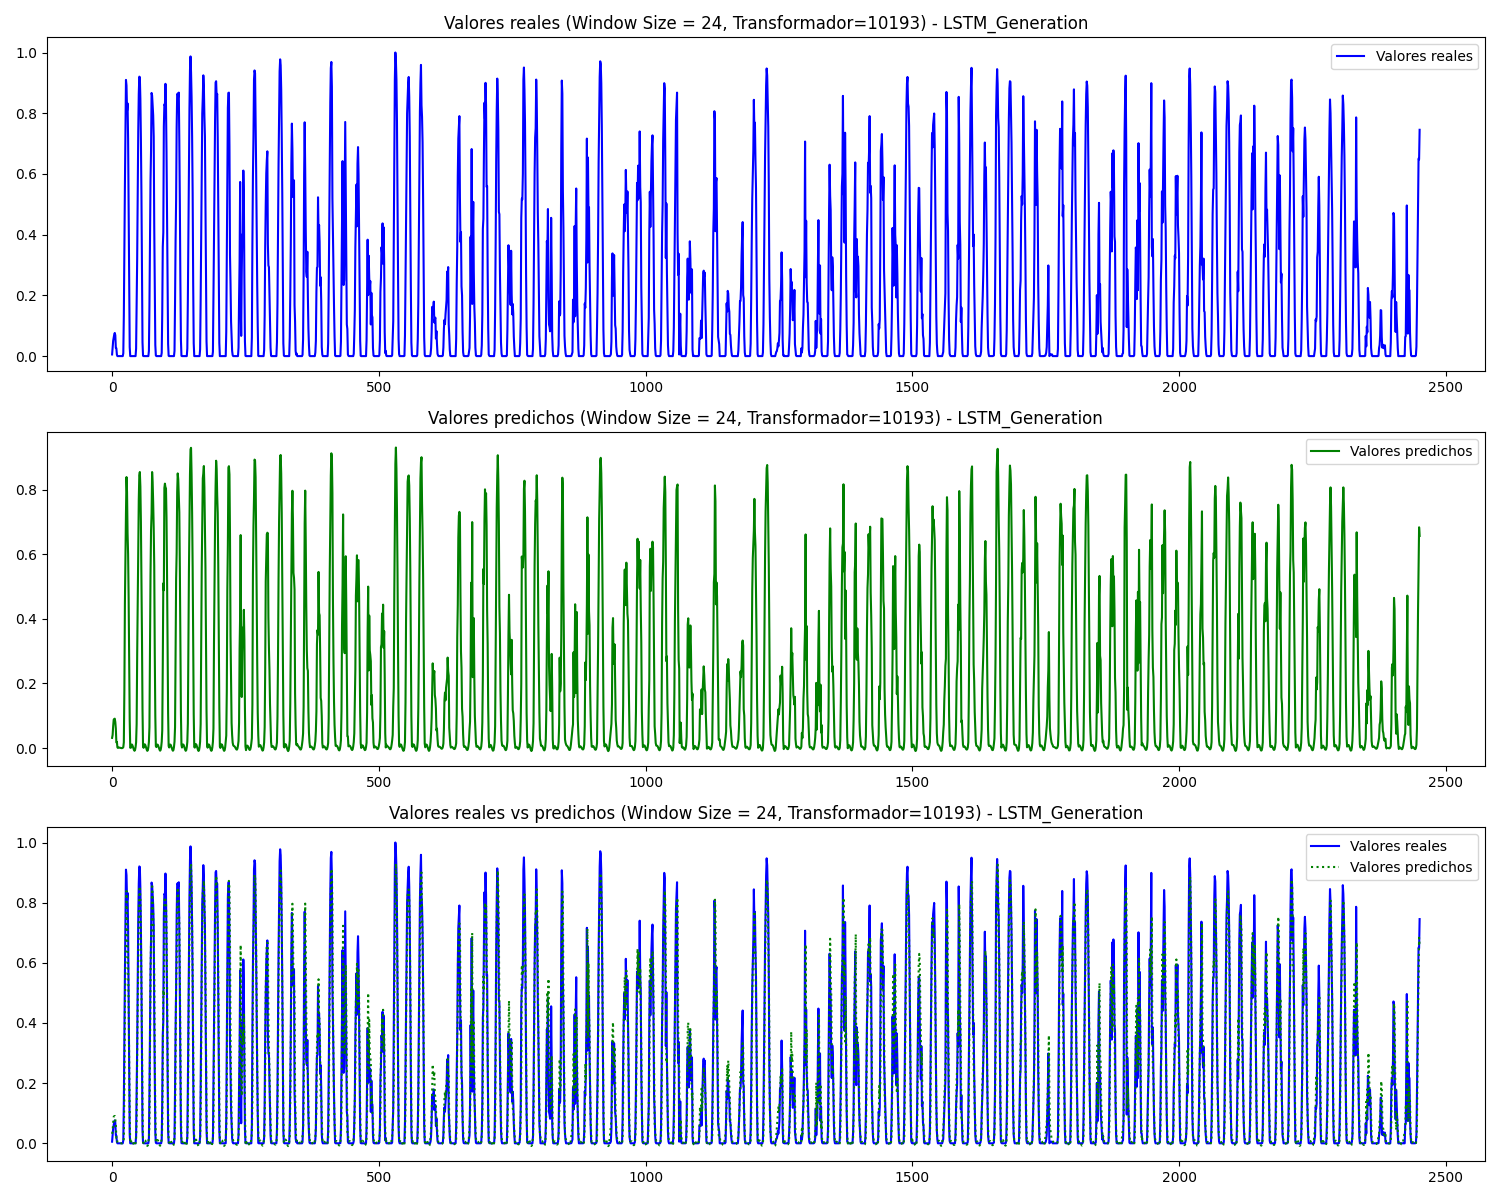 Valores reales (Window Size = 24, Transformador=10193) - LSTM_Generation
Valores reales
1.0
0.8
0.6
0.4
0.2
0.0
0 500 1000 1500 2000 2500
Valores predichos (Window Size = 24, Transformador=10193) - LSTM_Generation
Valores predichos
0.8
0.6
0.4
0.2
0.0
0 500 1000 1500 2000 2500
Valores reales vs predichos (Window Size = 24, Transformador=10193) - LSTM_Generation
Valores reales
Valores predichos
1.0
0.8
0.6
0.4
0.2
0.0
0 500 1000 1500 2000 2500